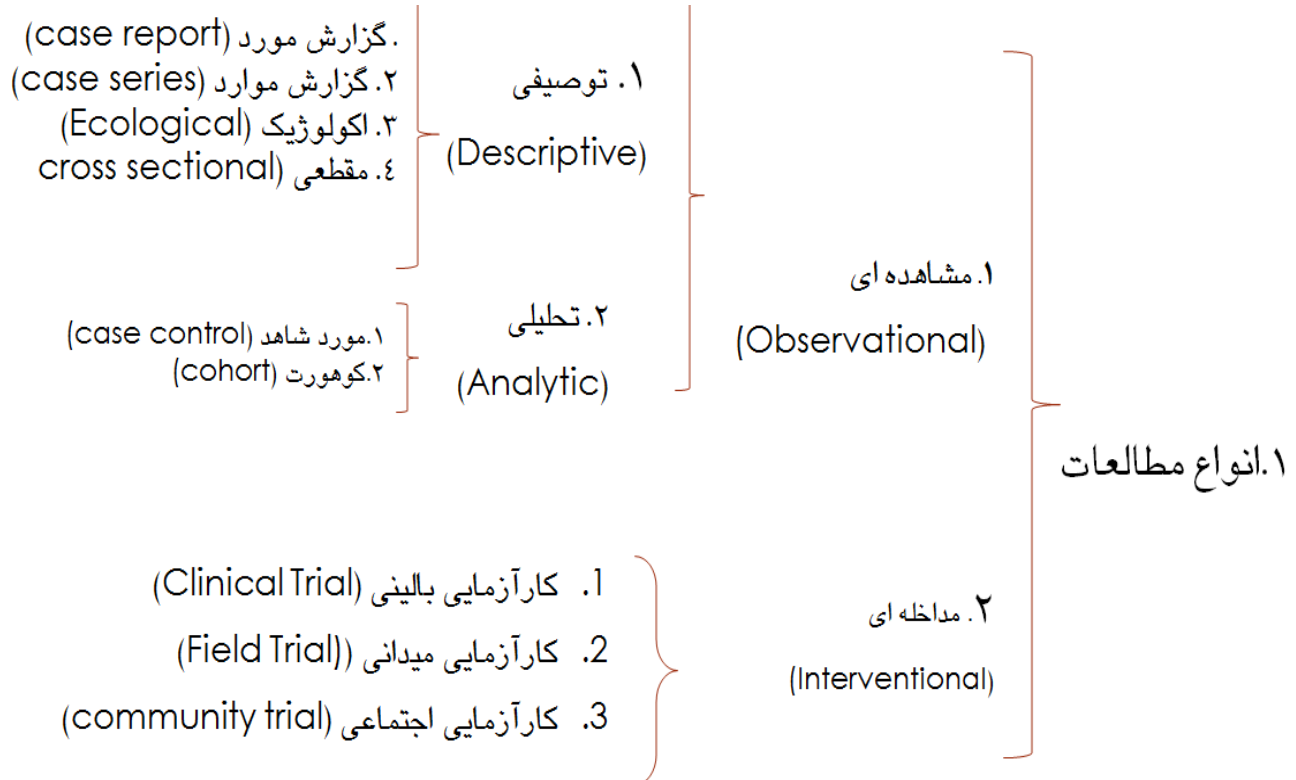 ۱.انواع مطالعات
۱. مشاهده ای
(Observational)
۱. توصیفی
(Descriptive)
.گزارش مورد (case report)
۲. گزارش موارد (case series)
۳. اکولوژیک (Ecological)
٤. مقطعی (cross sectional
۲. تحلیلی
(Analytic)
۱.مورد شاهد (case control)
۲.کوهورت (cohort)
۲. مداخله ای
(Interventional)
1. کارآزمایی بالینی (Clinical Trial)
2. کارآزمایی میدانی ((Field Trial)
3. کارآزمایی اجتماعی (community trial)